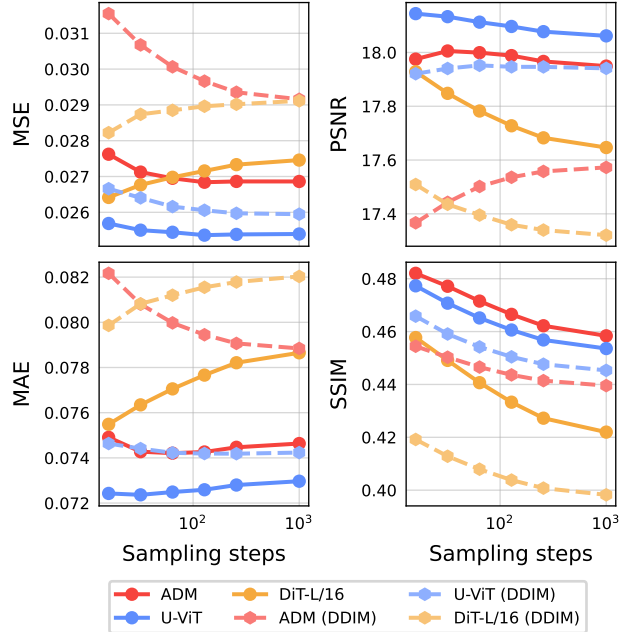 0.031
0.030
0.029
0.028
0.027
0.026
MSE
18.0
17.8
17.6
17.4
PSNR
0.082
0.080
0.078
0.076
0.074
0.072
MAE
10²
10³
Sampling steps
0.48
0.46
0.44
0.42
0.40
SSIM
10²
10³
Sampling steps
ADM
DiT-L/16
U-ViT (DDIM)
U-ViT
ADM (DDIM)
DiT-L/16 (DDIM)